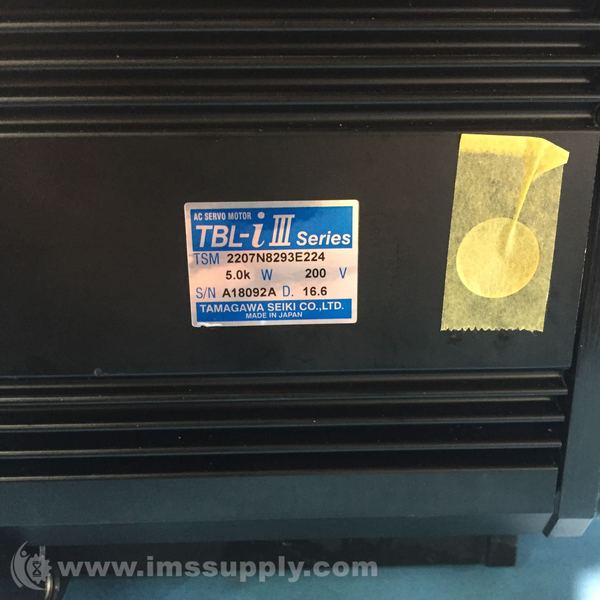 AC SERVO MOTOR
TBL-i III Series
TSM 2207N8293E224
5.0k W 200 V
S/N A18092A D. 16.6
TAMAGAWA SEIKI CO.,LTD.
MADE IN JAPAN
www.imssupply.com